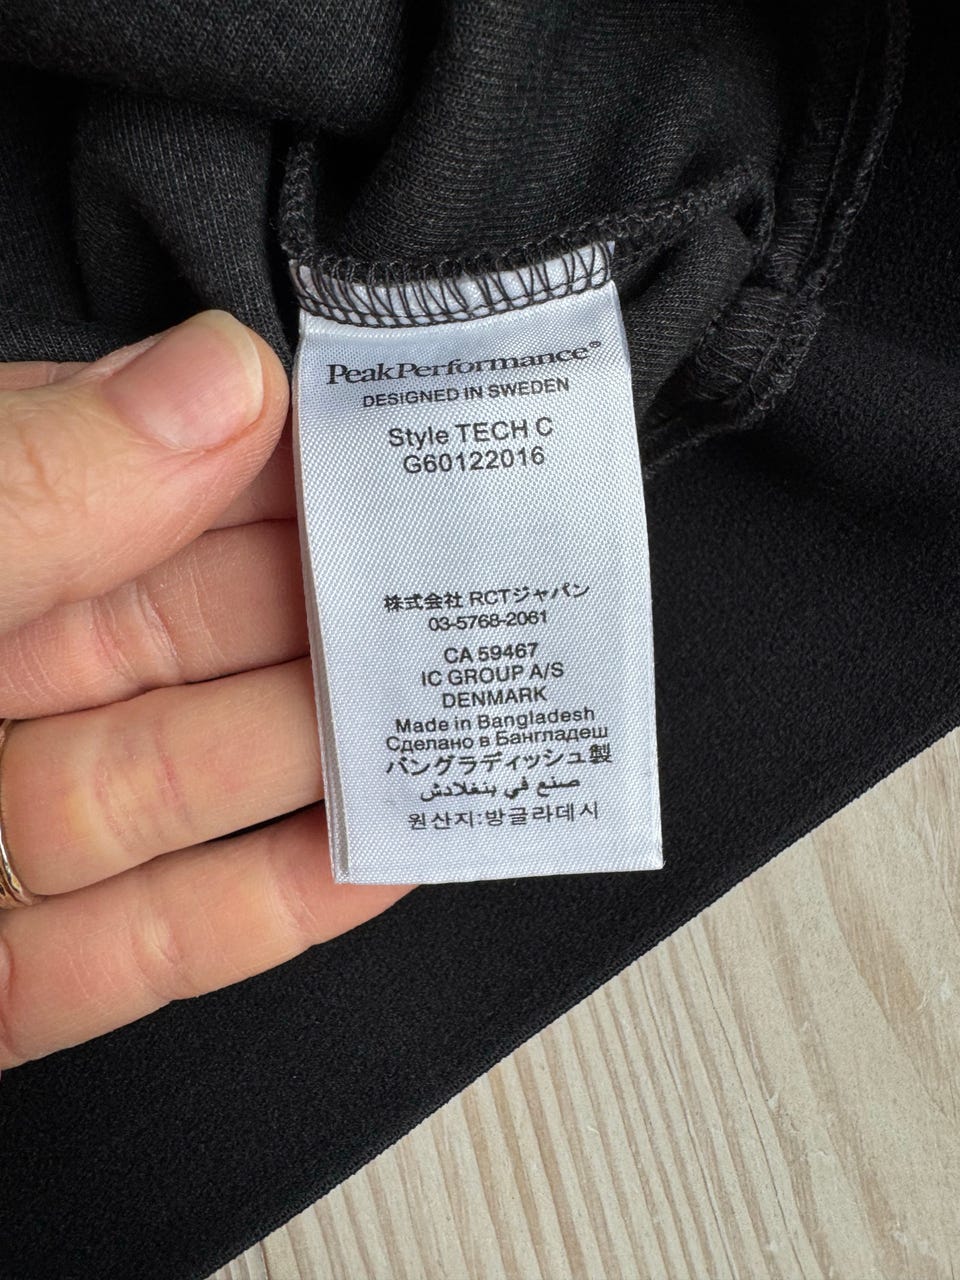 PeakPerformance®
DESIGNED IN SWEDEN
Style TECH C
G60122016
株式会社 RCTジャパン
03-5768-2061
CA 59467
IC GROUP A/S
DENMARK
Made in Bangladesh
Сделано в Бангладеш
バングラディッシュ製
صنع في بنغلادش
원산지:방글라데시